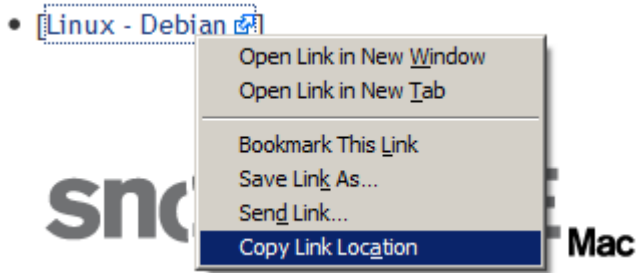 • [Linux - Debian]
Open Link in New Window
Open Link in New Tab
Bookmark This Link
Save Link As...
Send Link...
Copy Link Location
Mac